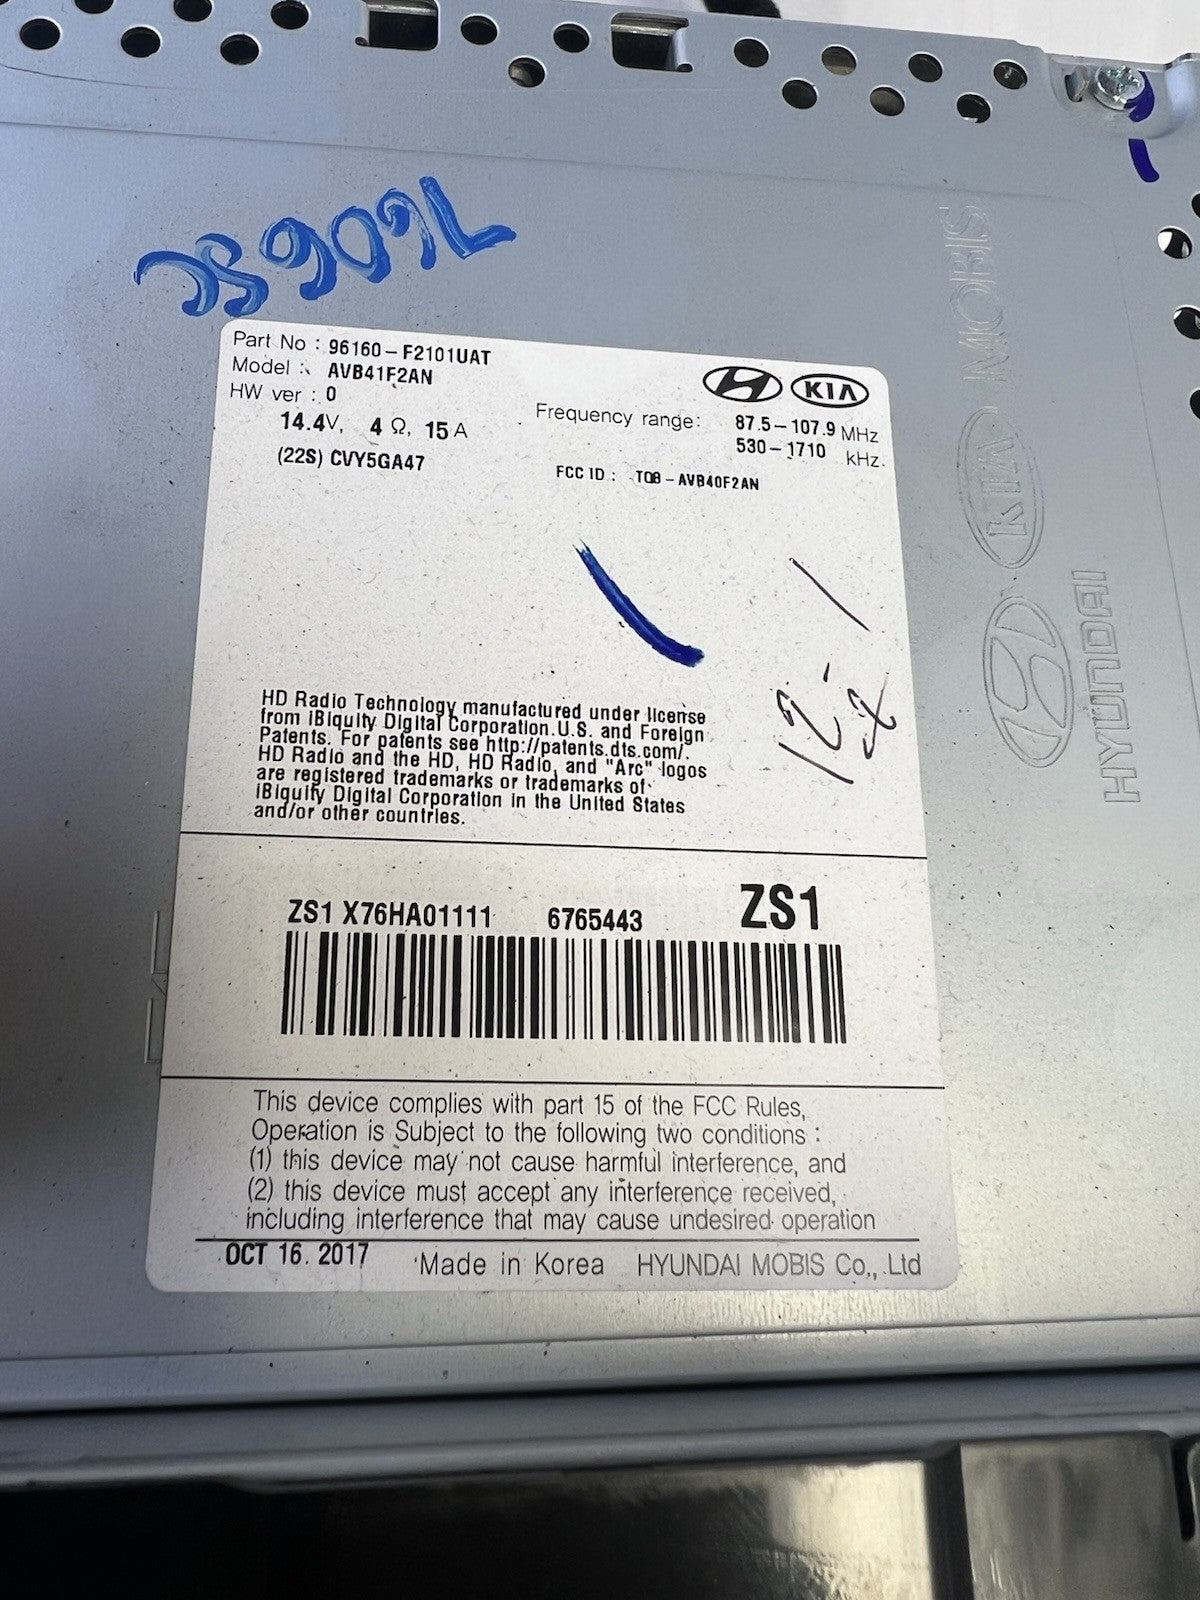 Part No : 96160-F2101UAT
Model : AVB41F2AN
HW ver : 0
14.4V, 4 Ω, 15 A
(22S) CVY5GA47
KIA
Frequency range: 87.5-107.9 MHz
530-1710 kHz.
FCC ID : TQ8-AVB40F2AN
HD Radio Technology manufactured under license
from iBiquity Digital Corporation.U.S. and Foreign
Patents. For patents see http://patents.dts.com/.
HD Radio and the HD, HD Radio, and "Arc" logos
are registered trademarks or trademarks of
iBiquity Digital Corporation in the United States
and/or other countries.
ZS1 X76HA01111 6765443 ZS1
This device complies with part 15 of the FCC Rules,
Operation is Subject to the following two conditions :
(1) this device may not cause harmful interference, and
(2) this device must accept any interference received,
including interference that may cause undesired operation
OCT 16. 2017 Made in Korea HYUNDAI MOBIS Co., Ltd
HYUNDAI
KIA
MOBIS